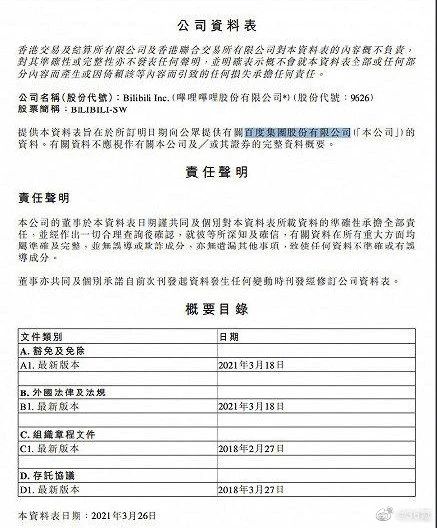 公司資料表
香港交易及結算所有限公司及香港聯合交易所有限公司對本資料表的內容概不負責，
對其準確性或完整性亦不發表任何聲明，並明確表示概不會就本資料表全部或任何部
分內容而產生或因倚賴該等內容而引致的任何損失承擔任何責任。
公司名稱（股份代號）：Bilibili Inc.（嗶哩嗶哩股份有限公司*）（股份代號：9626）
股票簡稱：BILIBILI-SW
提供本資料表旨在於所訂明日期向公眾提供有關百度集團股份有限公司（「本公司」）的
資料。有關資料不應視作有關本公司及／或其證券的完整資料概要。
責任聲明
責任聲明
本公司的董事於本資料表日期謹共同及個別對本資料表所載資料的準確性承擔全部責
任，並經作出一切合理查詢後確認，就彼等所深知及確信，有關資料在所有重大方面均
屬準確及完整，並無誤導或欺詐成分，亦無遺漏其他事項，致使任何資料不準確或有誤
導成分。
董事亦共同及個別承諾自前次刊發起資料發生任何變動時刊發經修訂公司資料表。
概要目錄
文件類別 日期
A. 豁免及免除
A1. 最新版本 2021年3月18日
B. 外國法律及法規
B1. 最新版本 2021年3月18日
C. 組織章程文件
C1. 最新版本 2018年2月27日
D. 存託協議
D1. 最新版本 2018年3月27日
本資料表日期：2021年3月26日